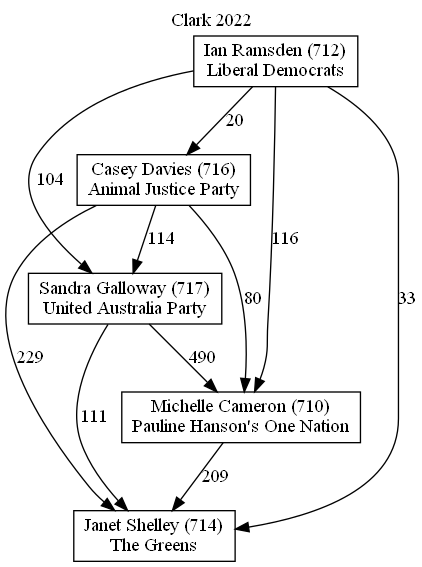 Clark 2022
Ian Ramsden (712)
Liberal Democrats
20
Casey Davies (716)
Animal Justice Party
104
114
116
80
33
Sandra Galloway (717)
United Australia Party
229
490
111
Michelle Cameron (710)
Pauline Hanson's One Nation
209
Janet Shelley (714)
The Greens